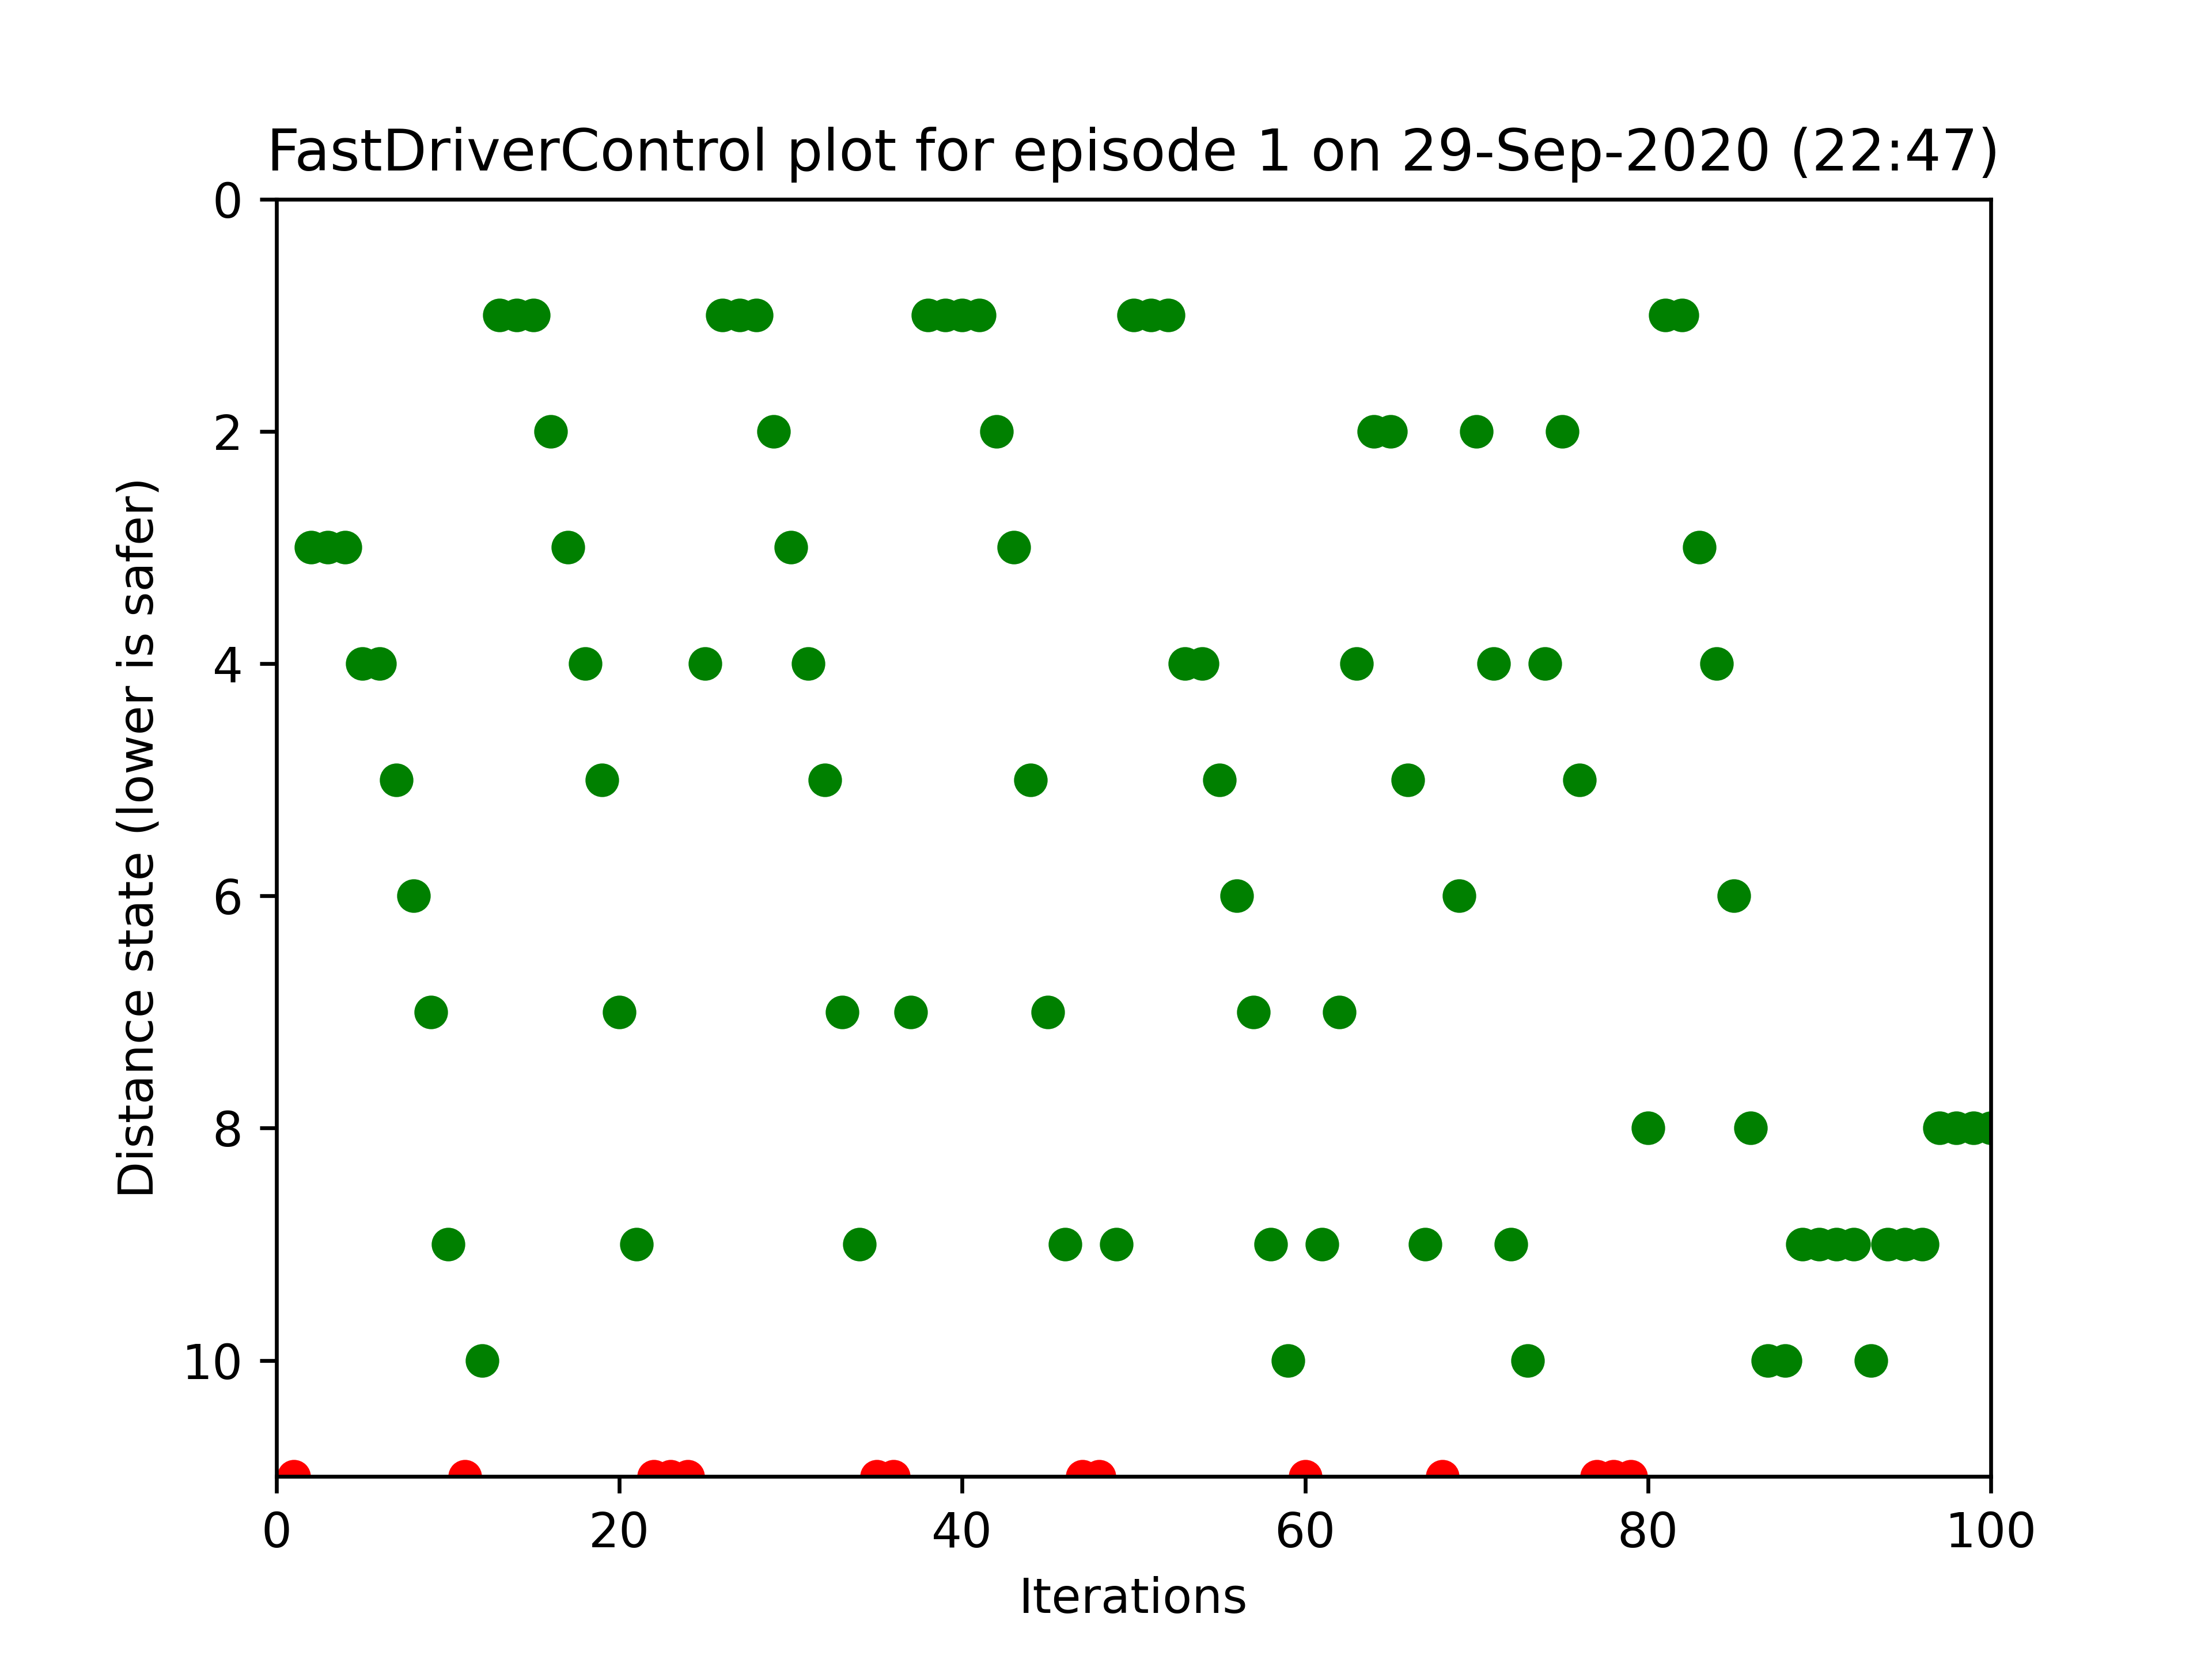 FastDriverControl plot for episode 1 on 29-Sep-2020 (22:47)
Distance state (lower is safer)
0
2
4
6
8
10
0 20 40 60 80 100
Iterations